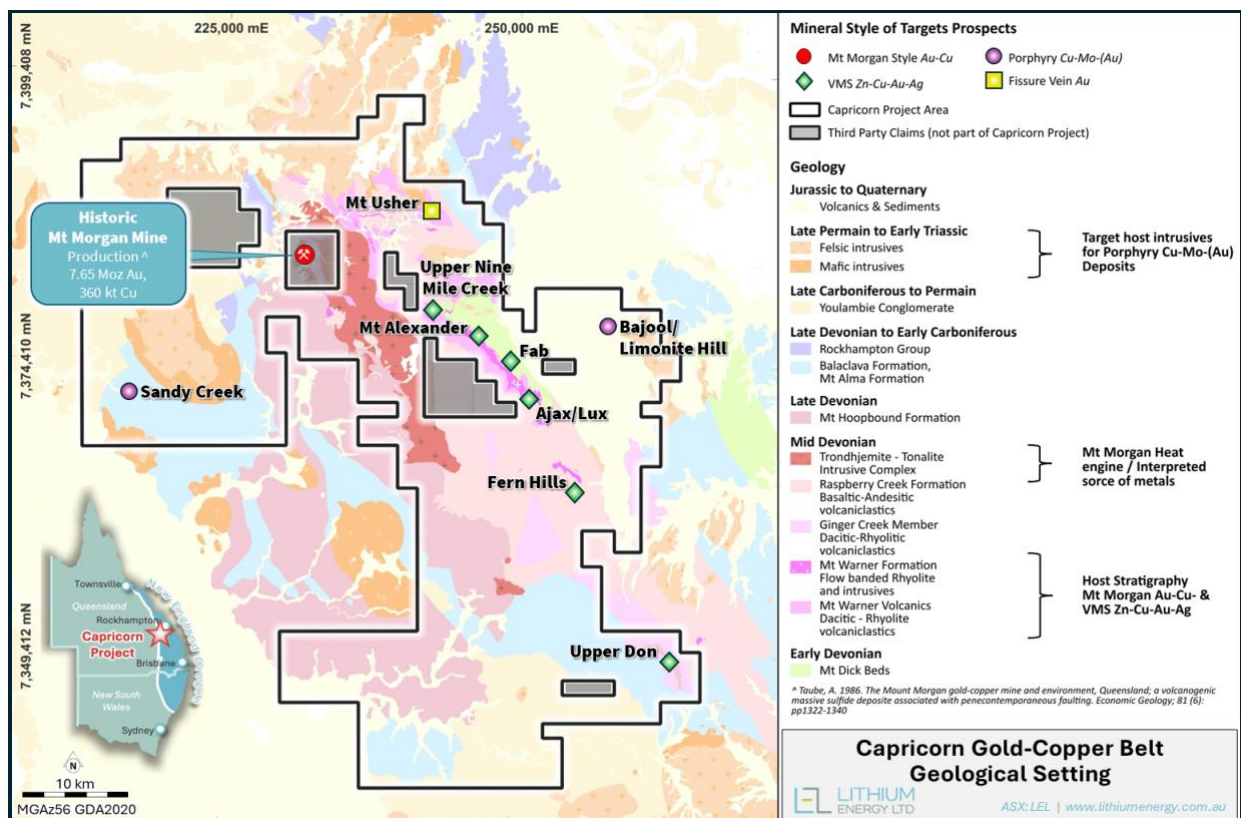 225,000 mE
250,000 mE
7,399,408 mN
7,374,410 mN
7,349,412 mN
Historic
Mt Morgan Mine
Production ^
7.65 Moz Au,
360 kt Cu
Mt Usher
Upper Nine
Mile Creek
Mt Alexander
Fab
Bajool/
Limonite Hill
Sandy Creek
Ajax/Lux
Fern Hills
Upper Don
Townsville
New England Orogen
Queensland
Rockhampton
Capricorn
Project
Brisbane
New South
Wales
Sydney
N
10 km
MGAz56 GDA2020
Mineral Style of Targets Prospects
Mt Morgan Style Au-Cu
Porphyry Cu-Mo-(Au)
VMS Zn-Cu-Au-Ag
Fissure Vein Au
Capricorn Project Area
Third Party Claims (not part of Capricorn Project)
Geology
Jurassic to Quaternary
Volcanics & Sediments
Late Permain to Early Triassic
Felsic intrusives
Mafic intrusives
Target host intrusives
for Porphyry Cu-Mo-(Au)
Deposits
Late Carboniferous to Permain
Youlambie Conglomerate
Late Devonian to Early Carboniferous
Rockhampton Group
Balaclava Formation,
Mt Alma Formation
Late Devonian
Mt Hoopbound Formation
Mid Devonian
Trondhjemite - Tonalite
Intrusive Complex
Raspberry Creek Formation
Basaltic-Andesitic
volcaniclastics
Ginger Creek Member
Dacitic-Rhyolitic
volcaniclastics
Mt Warner Formation
Flow banded Rhyolite
and intrusives
Mt Warner Volcanics
Dacitic - Rhyolite
volcaniclastics
Mt Morgan Heat
engine / Interpreted
sorce of metals
Host Stratigraphy
Mt Morgan Au-Cu- &
VMS Zn-Cu-Au-Ag
Early Devonian
Mt Dick Beds
^ Taube, A. 1986. The Mount Morgan gold-copper mine and environment, Queensland; a volcanogenic
massive sulfide deposite associated with penecontemporaneous faulting. Economic Geology; 81 (6):
pp1322-1340
Capricorn Gold-Copper Belt
Geological Setting
LITHIUM
ENERGY LTD
ASX: LEL | www.lithiumenergy.com.au